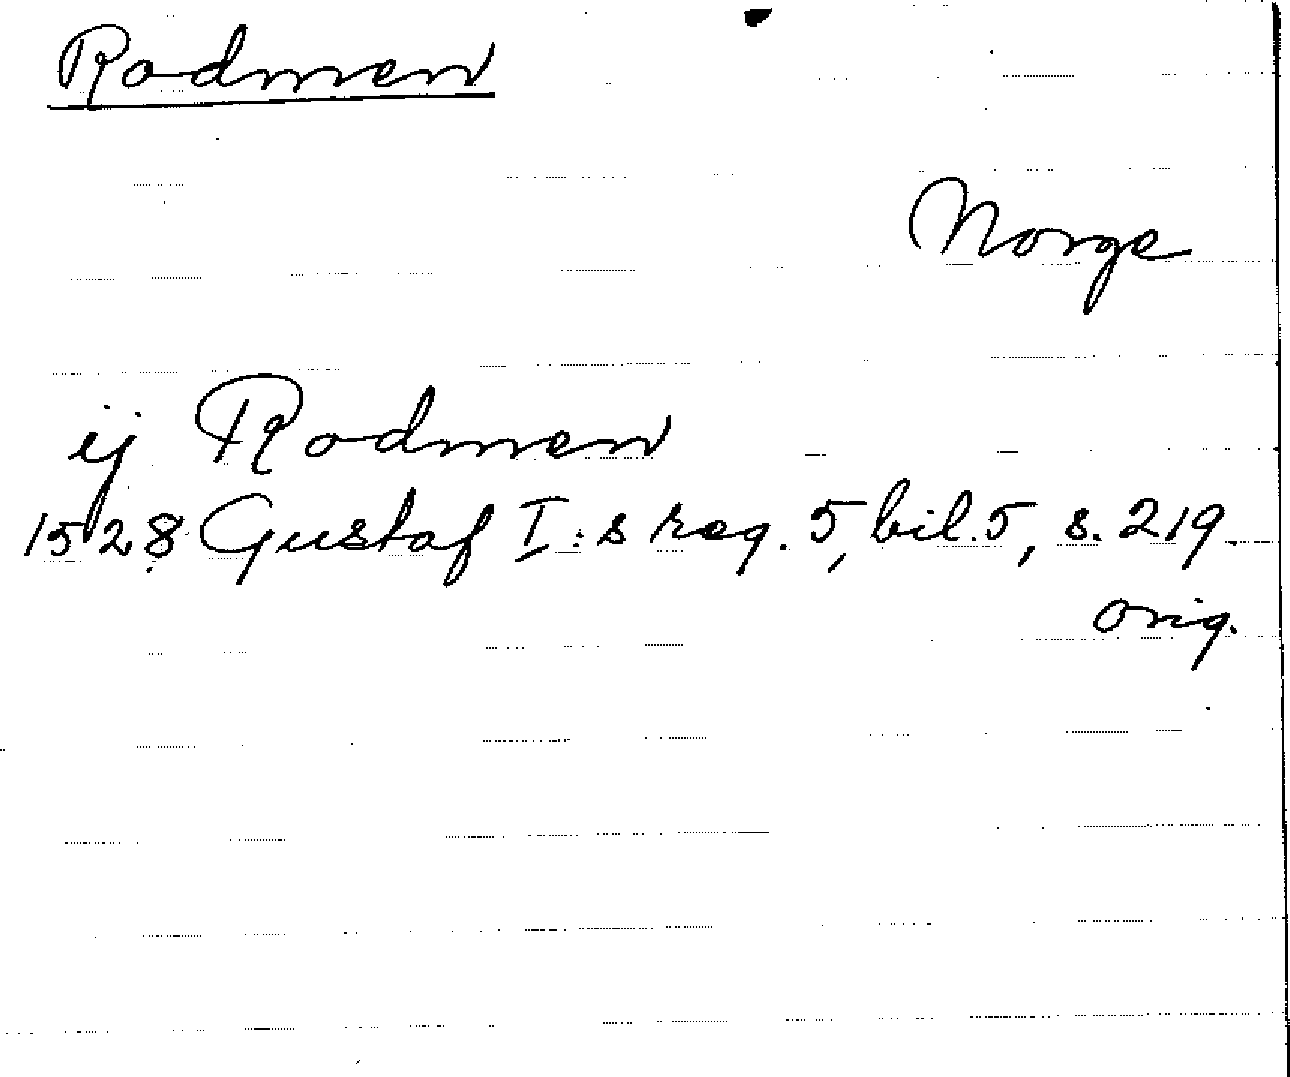 Rodmen
Norge
ij Rodmen
1528 Gustaf I:s reg. 5, bil. 5, s. 219.
orig.